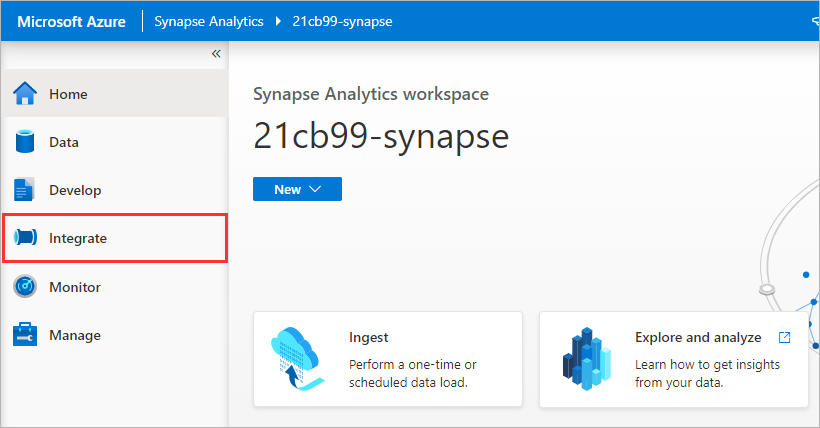 Microsoft Azure
Synapse Analytics
21cb99-synapse
«
Home
Data
Develop
Integrate
Monitor
Manage
Synapse Analytics workspace
21cb99-synapse
New
Ingest
Perform a one-time or
scheduled data load.
Explore and analyze
Learn how to get insights
from your data.